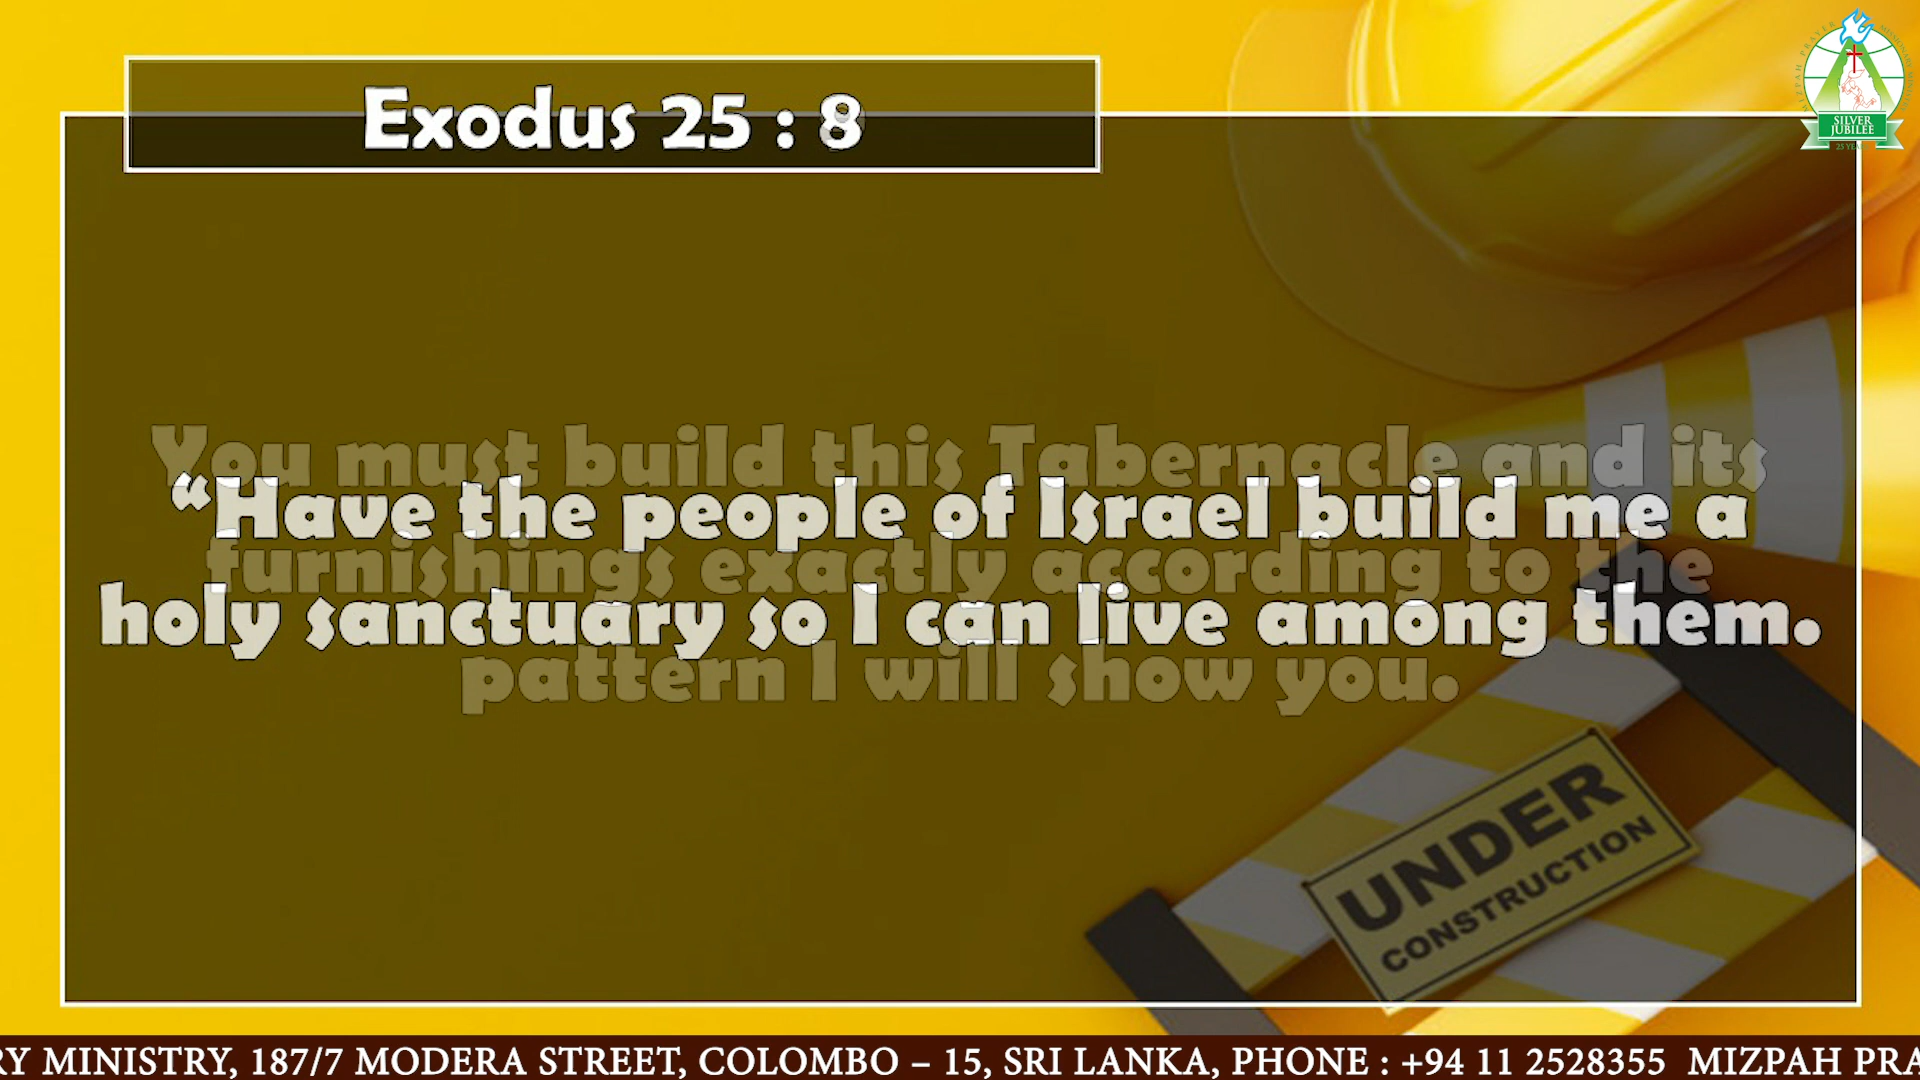 Exodus 25 : 8
“Have the people of Israel build me a
holy sanctuary so I can live among them.
You must build this Tabernacle and its
furnishings exactly according to the
pattern I will show you.
UNDER
CONSTRUCTION
SILVER
JUBILEE
RY MINISTRY, 187/7 MODERA STREET, COLOMBO – 15, SRI LANKA, PHONE : +94 11 2528355 MIZPAH PRA